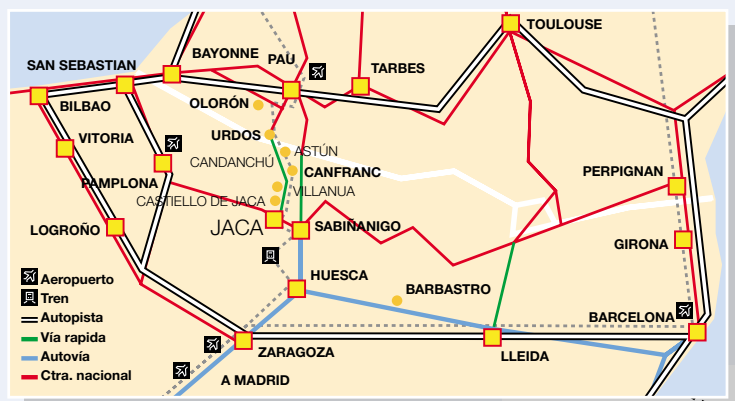 TOULOUSE
BAYONNE
PAU
SAN SEBASTIAN
TARBES
BILBAO
OLORÓN
VITORIA
URDOS
ASTÚN
CANDANCHÚ
CANFRANC
PERPIGNAN
PAMPLONA
VILLANUA
CASTIELLO DE JACA
JACA
SABIÑANIGO
LOGROÑO
GIRONA
HUESCA
BARBASTRO
BARCELONA
ZARAGOZA
LLEIDA
A MADRID
Aeropuerto
Tren
Autopista
Vía rapida
Autovía
Ctra. nacional